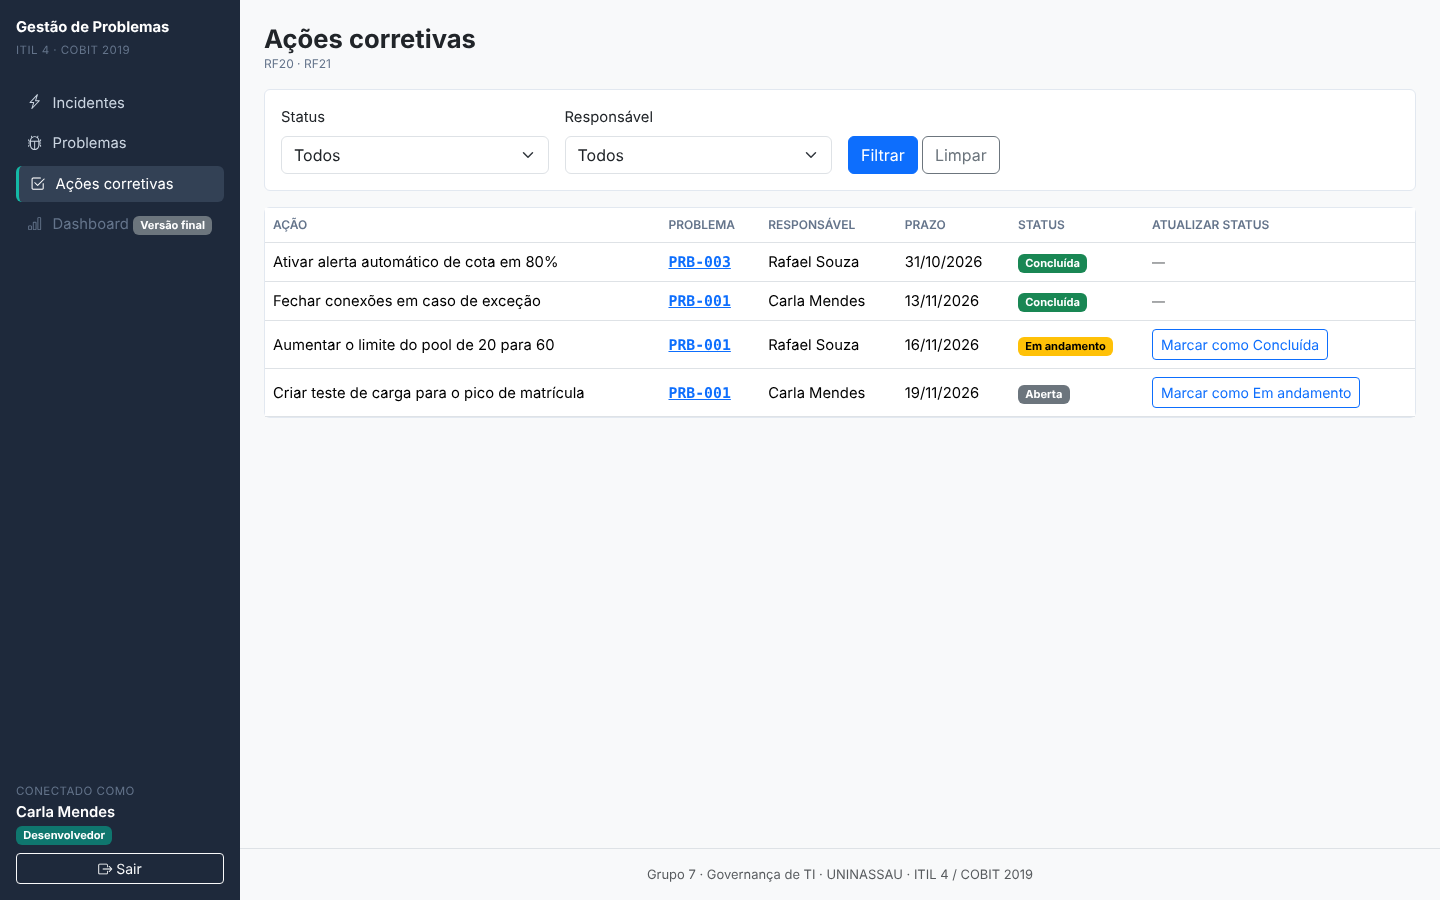 Gestão de Problemas
ITIL 4 · COBIT 2019
Incidentes
Problemas
Ações corretivas
Dashboard Versão final
CONECTADO COMO
Carla Mendes
Desenvolvedor
Sair
Ações corretivas
RF20 · RF21
Status Responsável
Todos Todos Filtrar Limpar
AÇÃO PROBLEMA RESPONSÁVEL PRAZO STATUS ATUALIZAR STATUS
Ativar alerta automático de cota em 80% PRB-003 Rafael Souza 31/10/2026 Concluída —
Fechar conexões em caso de exceção PRB-001 Carla Mendes 13/11/2026 Concluída —
Aumentar o limite do pool de 20 para 60 PRB-001 Rafael Souza 16/11/2026 Em andamento Marcar como Concluída
Criar teste de carga para o pico de matrícula PRB-001 Carla Mendes 19/11/2026 Aberta Marcar como Em andamento
Grupo 7 · Governança de TI · UNINASSAU · ITIL 4 / COBIT 2019